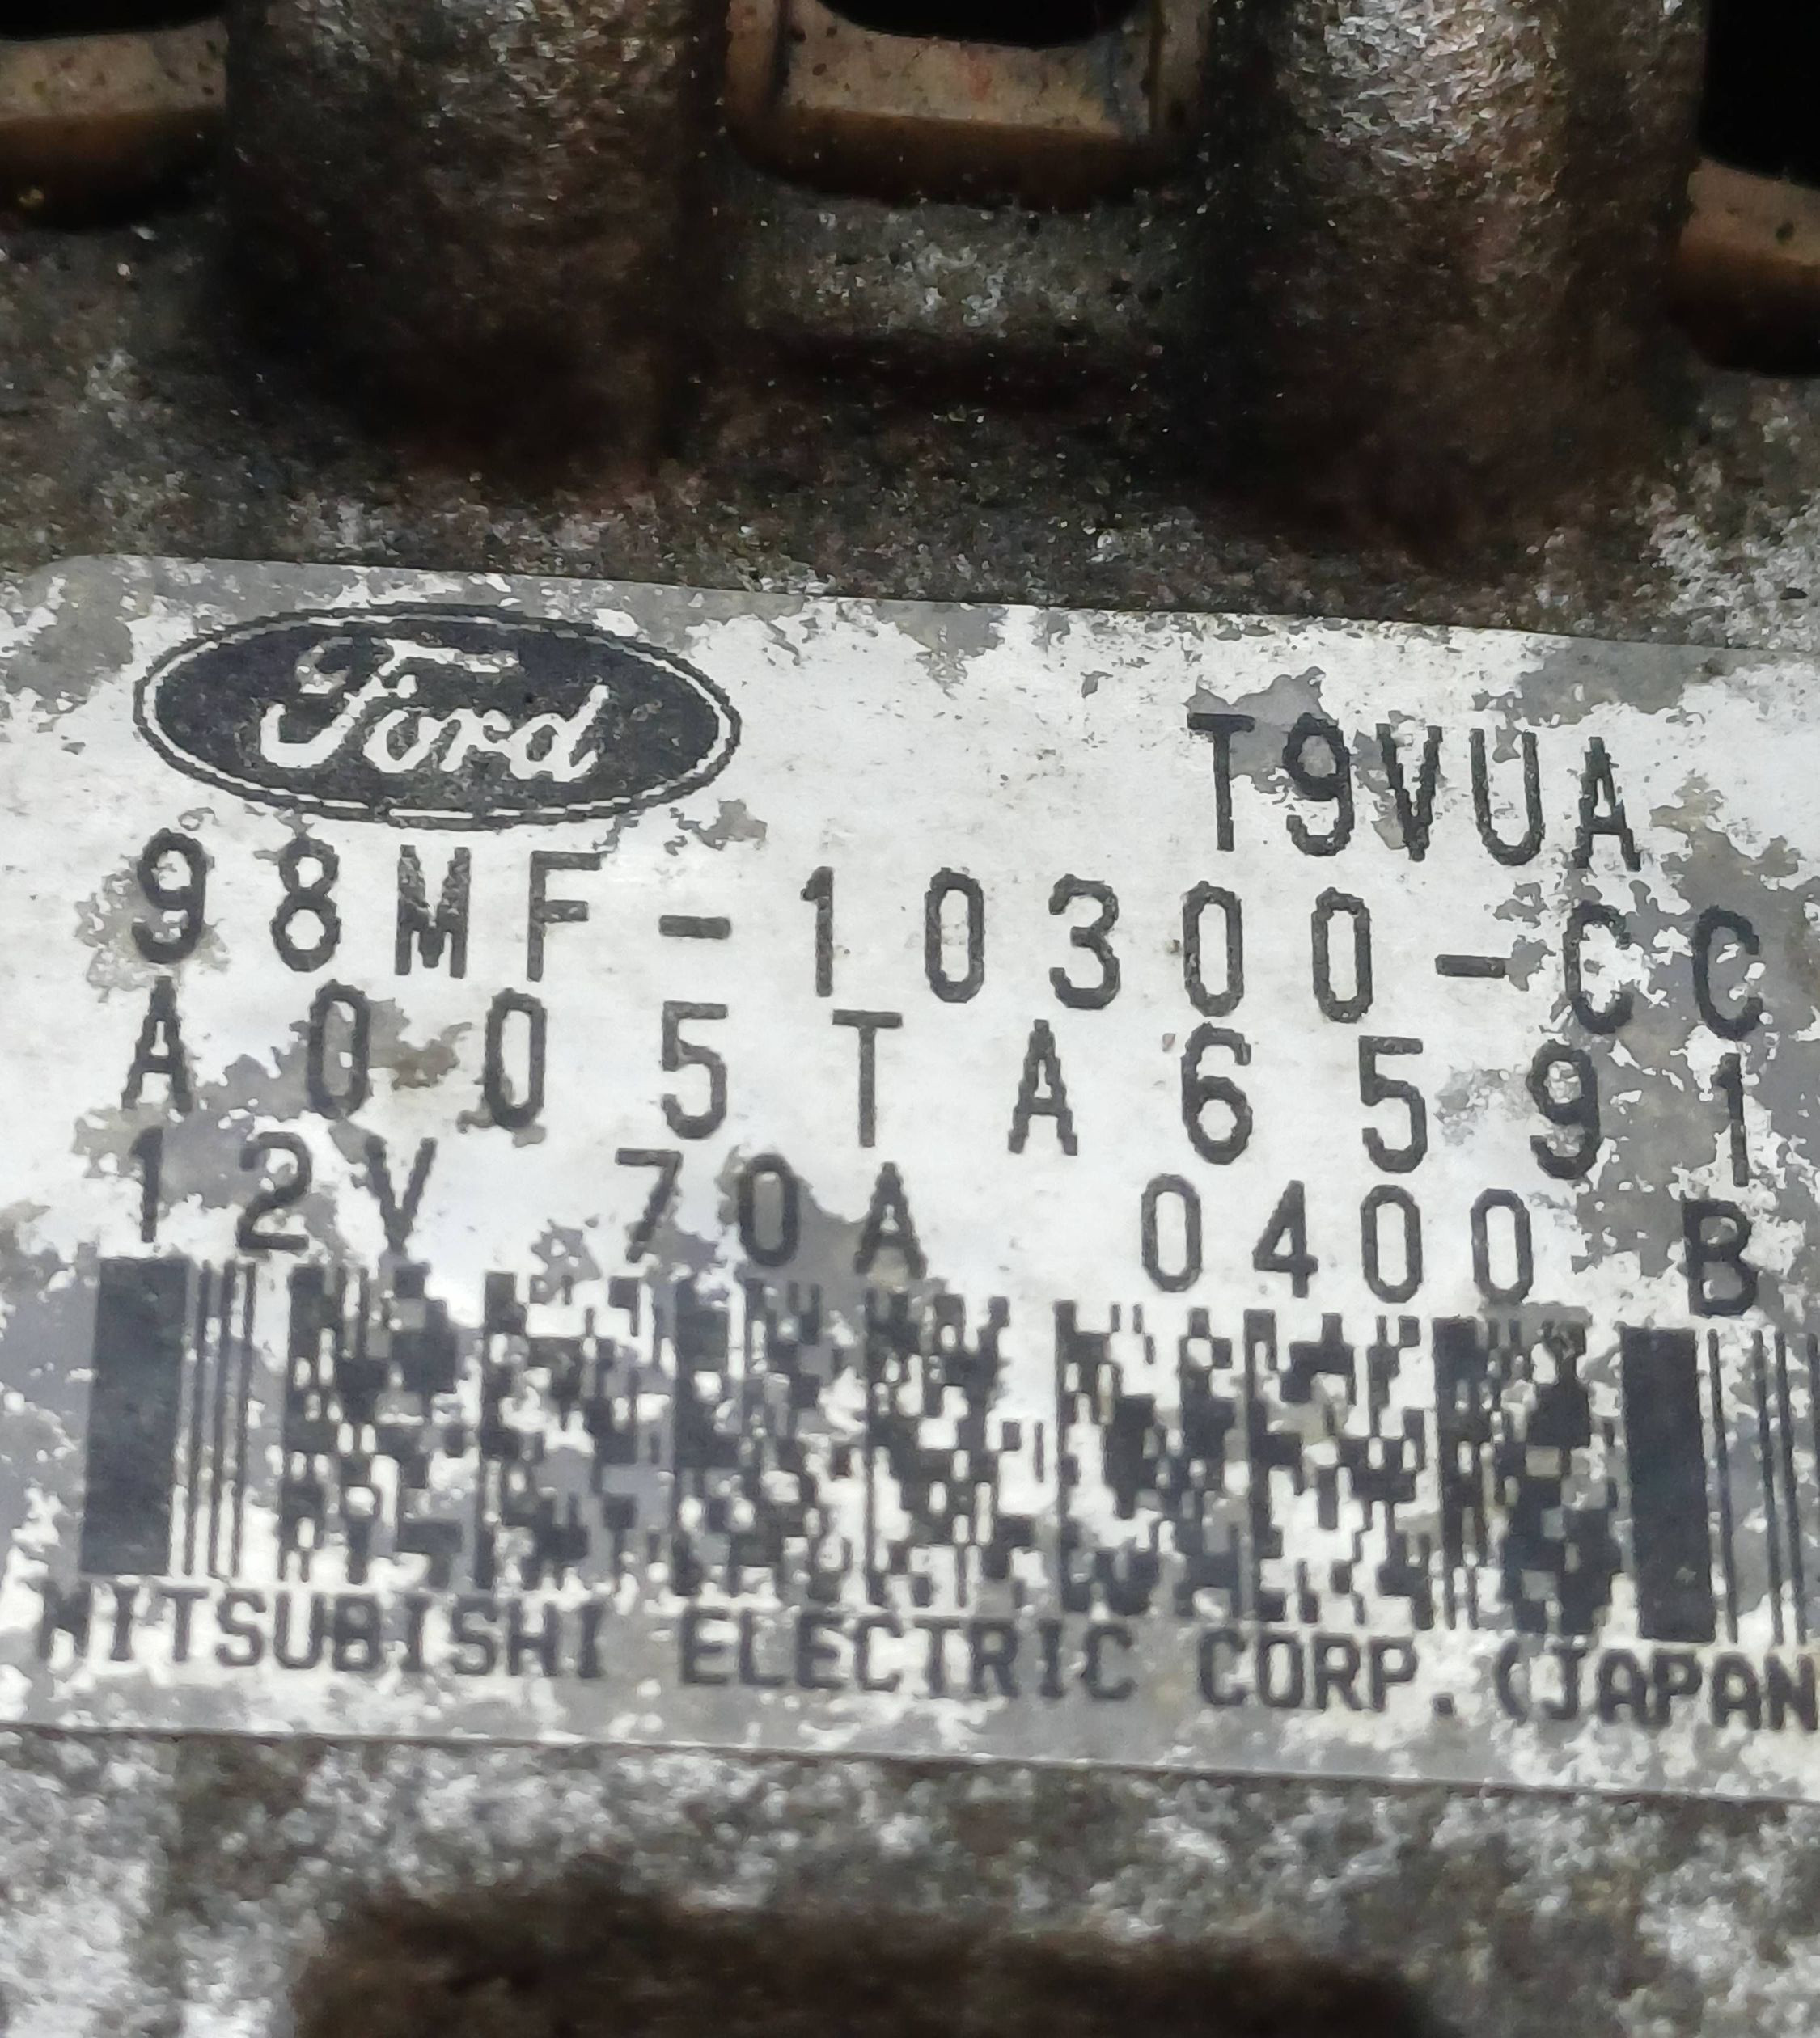 Ford
T9VUA
98MF-10300-CC
A005TA6591
12V 70A 0400 B
MITSUBISHI ELECTRIC CORP. (JAPAN